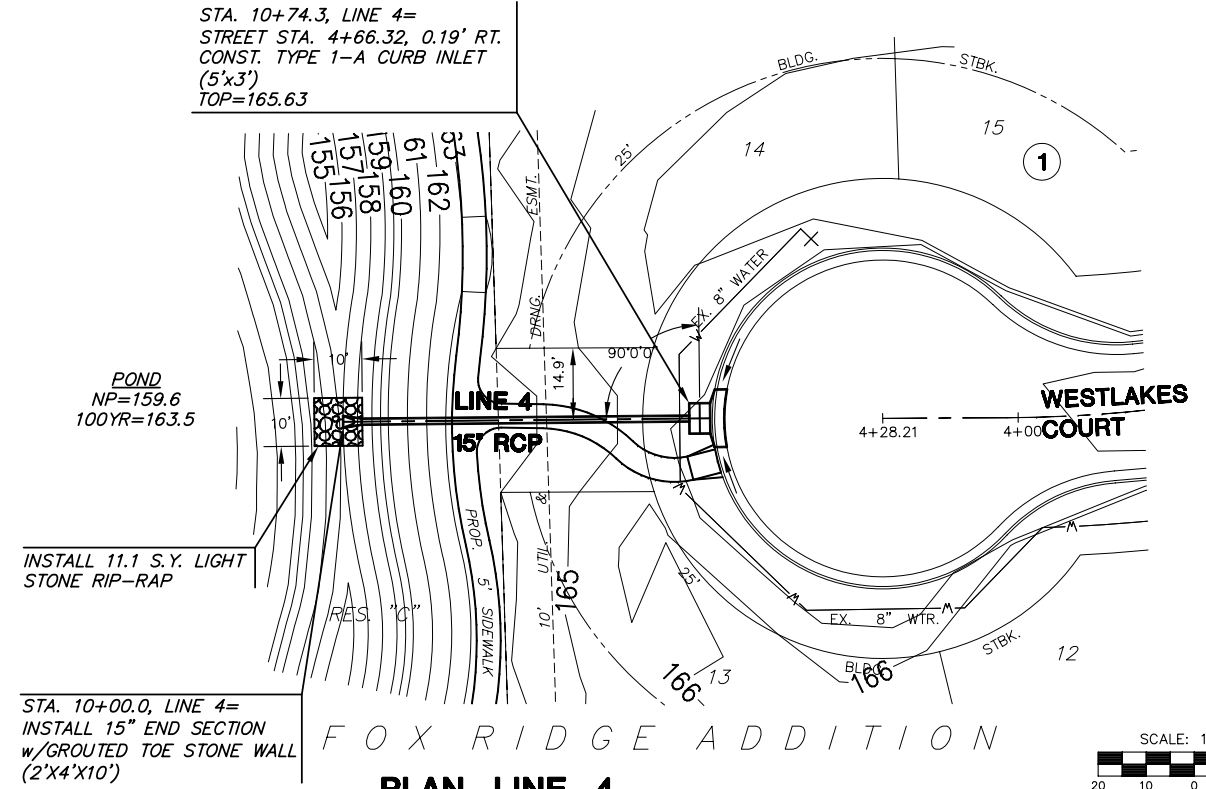 STA. 10+74.3, LINE 4=
STREET STA. 4+66.32, 0.19' RT.
CONST. TYPE 1-A CURB INLET
(5'x3')
TOP=165.63
BLDG.
STBK.
15
14
1
25'
155
156
157
158
159
160
61
162
63
ESMT.
DRNG.
EX. 8" WATER
W
10'
90°0'0"
14.9'
POND
NP=159.6
100YR=163.5
10'
LINE 4
15" RCP
WESTLAKES
COURT
4+28.21
4+00
INSTALL 11.1 S.Y. LIGHT
STONE RIP-RAP
PROP. 5' SIDEWALK
10' UTIL &
165
25'
W
W
W
W
EX. 8" WTR.
RES. "C"
BLDG.
STBK.
166
166
13
12
STA. 10+00.0, LINE 4=
INSTALL 15" END SECTION
w/GROUTED TOE STONE WALL
(2'X4'X10')
FOX RIDGE ADDITION
PLAN LINE 4
SCALE: 1
20 10 0